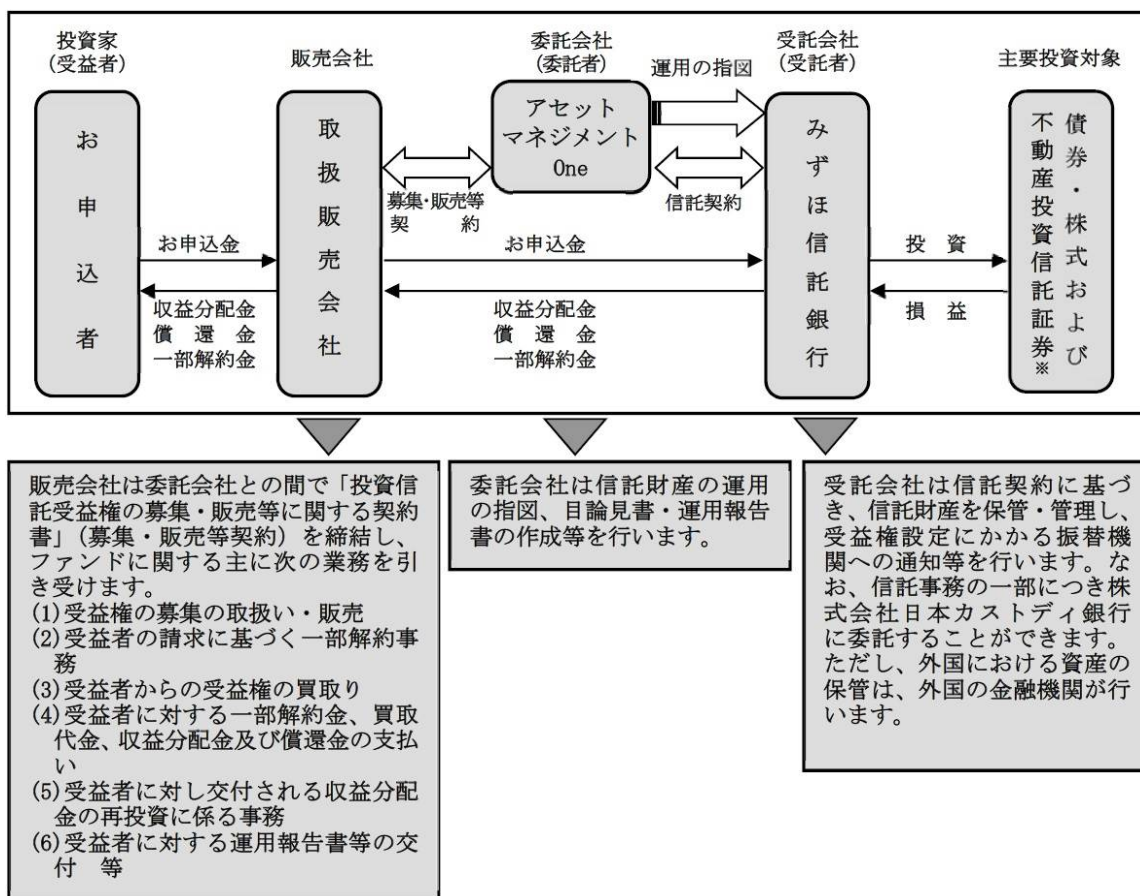 投資家
(受益者)
販売会社
委託会社
(委託者)
運用の指図
受託会社
(受託者)
主要投資対象
お申込者
取扱販売会社
アセット
マネジメント
One
みずほ信託銀行
債券・株式および
不動産投資信託証券※
募集・販売等
契　　約
信託契約
お申込金
収益分配金
償　還　金
一部解約金
お申込金
収益分配金
償　還　金
一部解約金
投　資
損　益
販売会社は委託会社との間で「投資信
託受益権の募集・販売等に関する契約
書」（募集・販売等契約）を締結し、
ファンドに関する主に次の業務を引
き受けます。
(1)受益権の募集の取扱い・販売
(2)受益者の請求に基づく一部解約事
務
(3)受益者からの受益権の買取り
(4)受益者に対する一部解約金、買取
代金、収益分配金及び償還金の支払
い
(5)受益者に対し交付される収益分配
金の再投資に係る事務
(6)受益者に対する運用報告書等の交
付　等
委託会社は信託財産の運用
の指図、目論見書・運用報告
書の作成等を行います。
受託会社は信託契約に基づ
き、信託財産を保管・管理し、
受益権設定にかかる振替機
関への通知等を行います。な
お、信託事務の一部につき株
式会社日本カストディ銀行
に委託することができます。
ただし、外国における資産の
保管は、外国の金融機関が行
います。